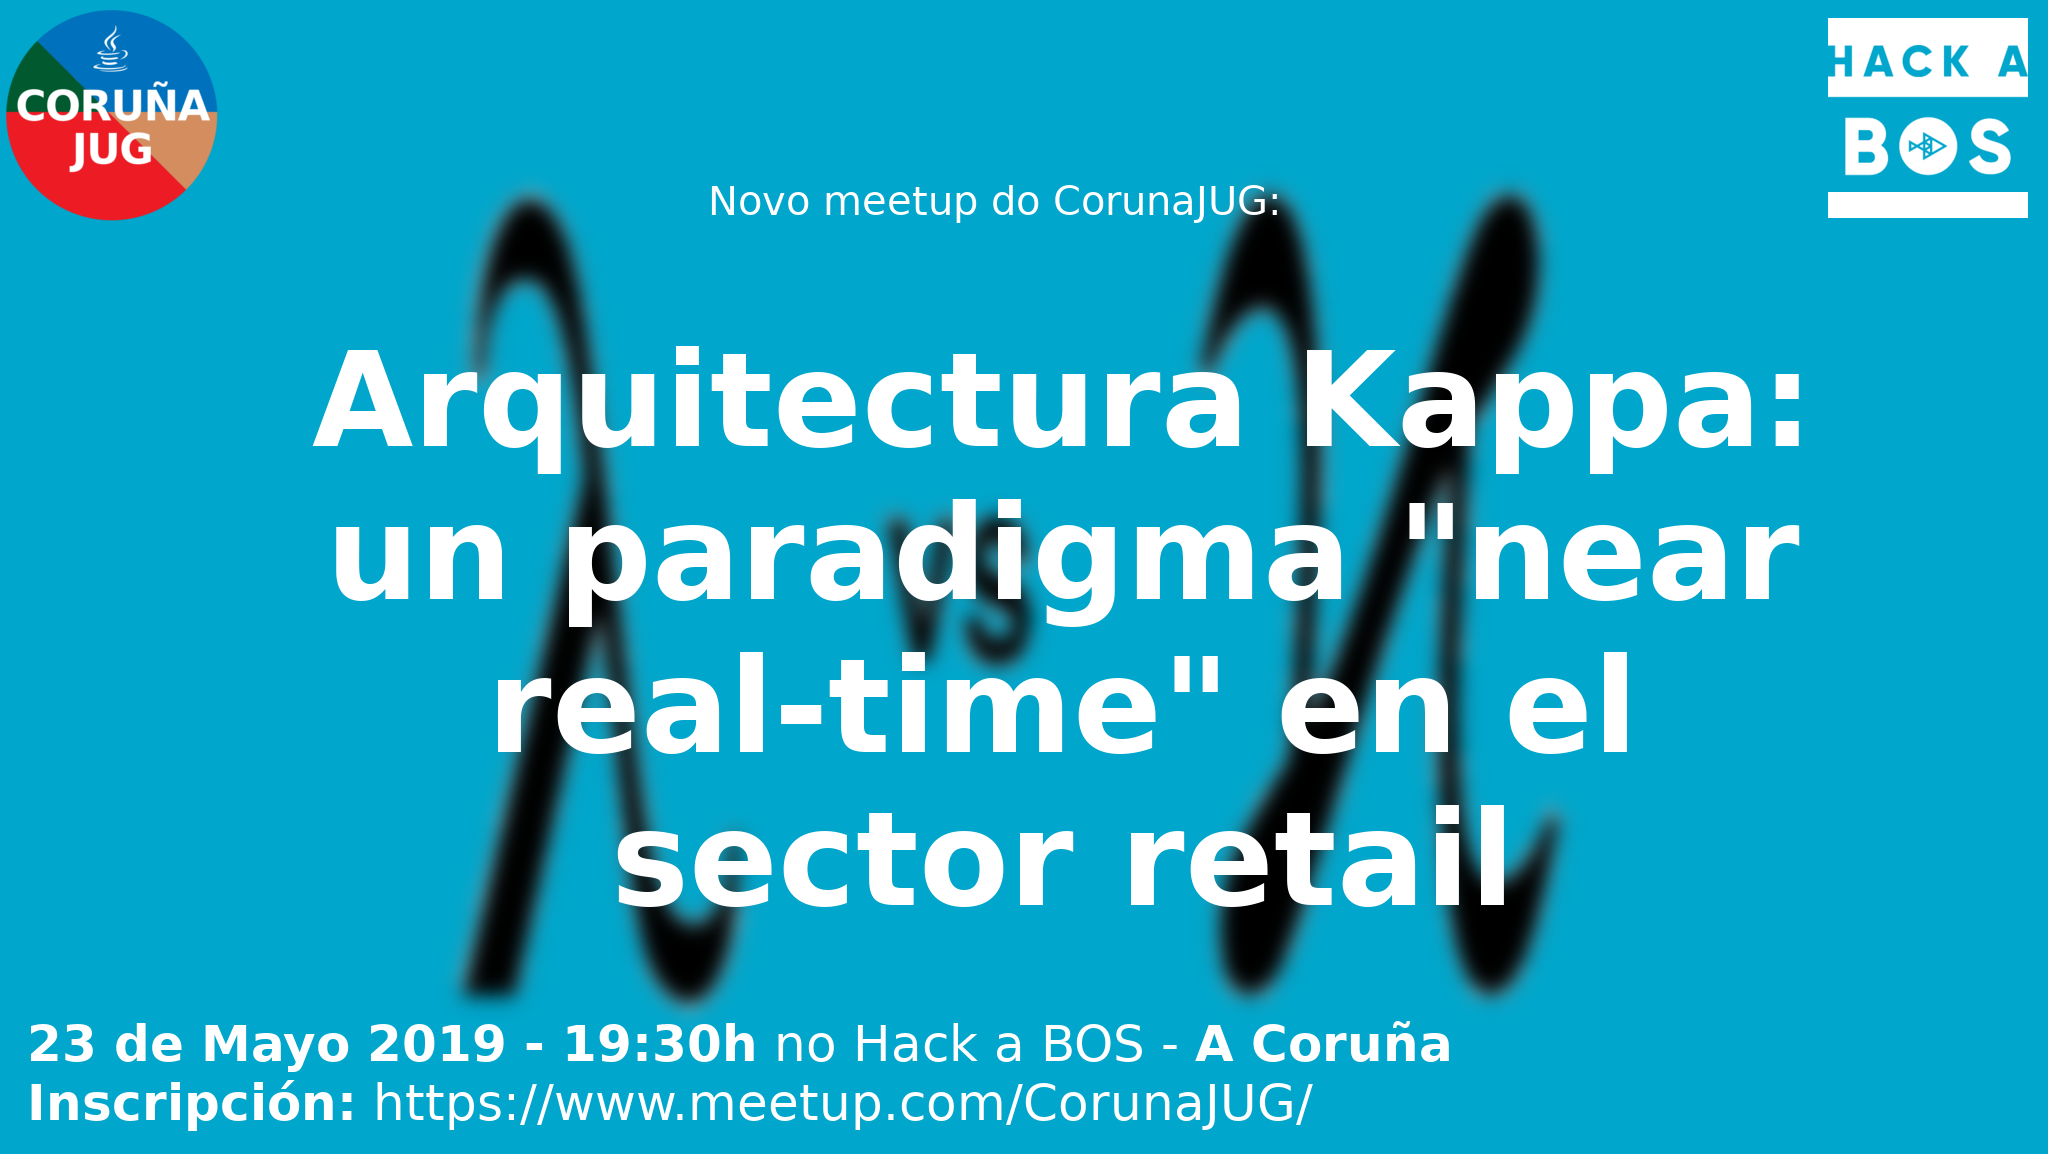 CORUÑA
JUG
HACK A
BOS
Novo meetup do CorunaJUG:
λ vs ϰ
Arquitectura Kappa:
un paradigma "near
real-time" en el
sector retail
23 de Mayo 2019 - 19:30h no Hack a BOS - A Coruña
Inscripción: https://www.meetup.com/CorunaJUG/